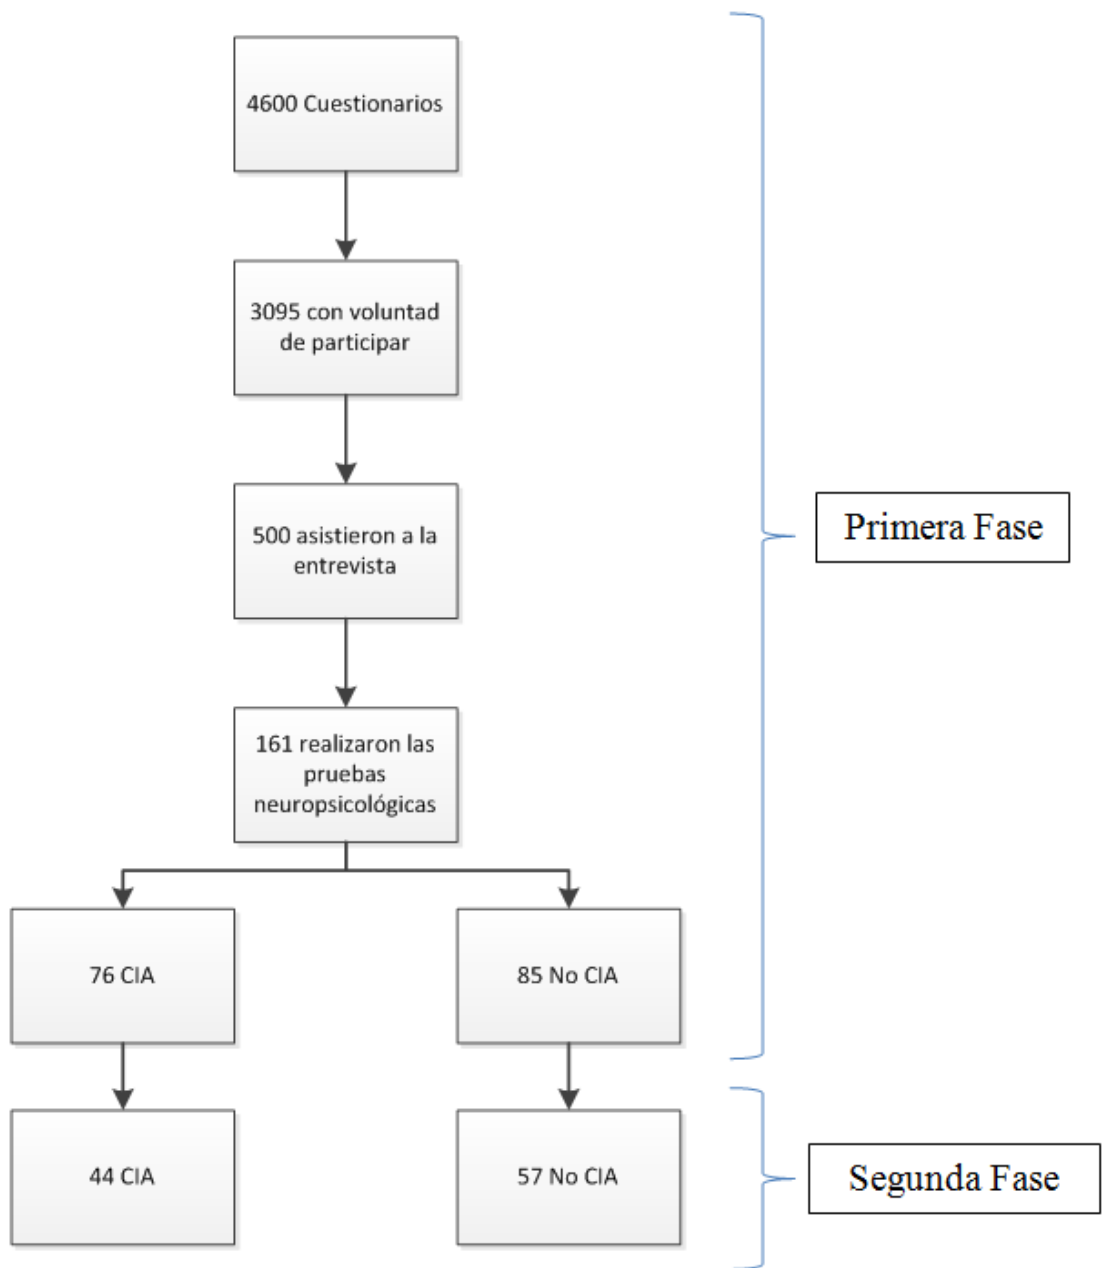 4600 Cuestionarios
3095 con voluntad
de participar
500 asistieron a la
entrevista
Primera Fase
161 realizaron las
pruebas
neuropsicológicas
76 CIA
85 No CIA
44 CIA
57 No CIA
Segunda Fase